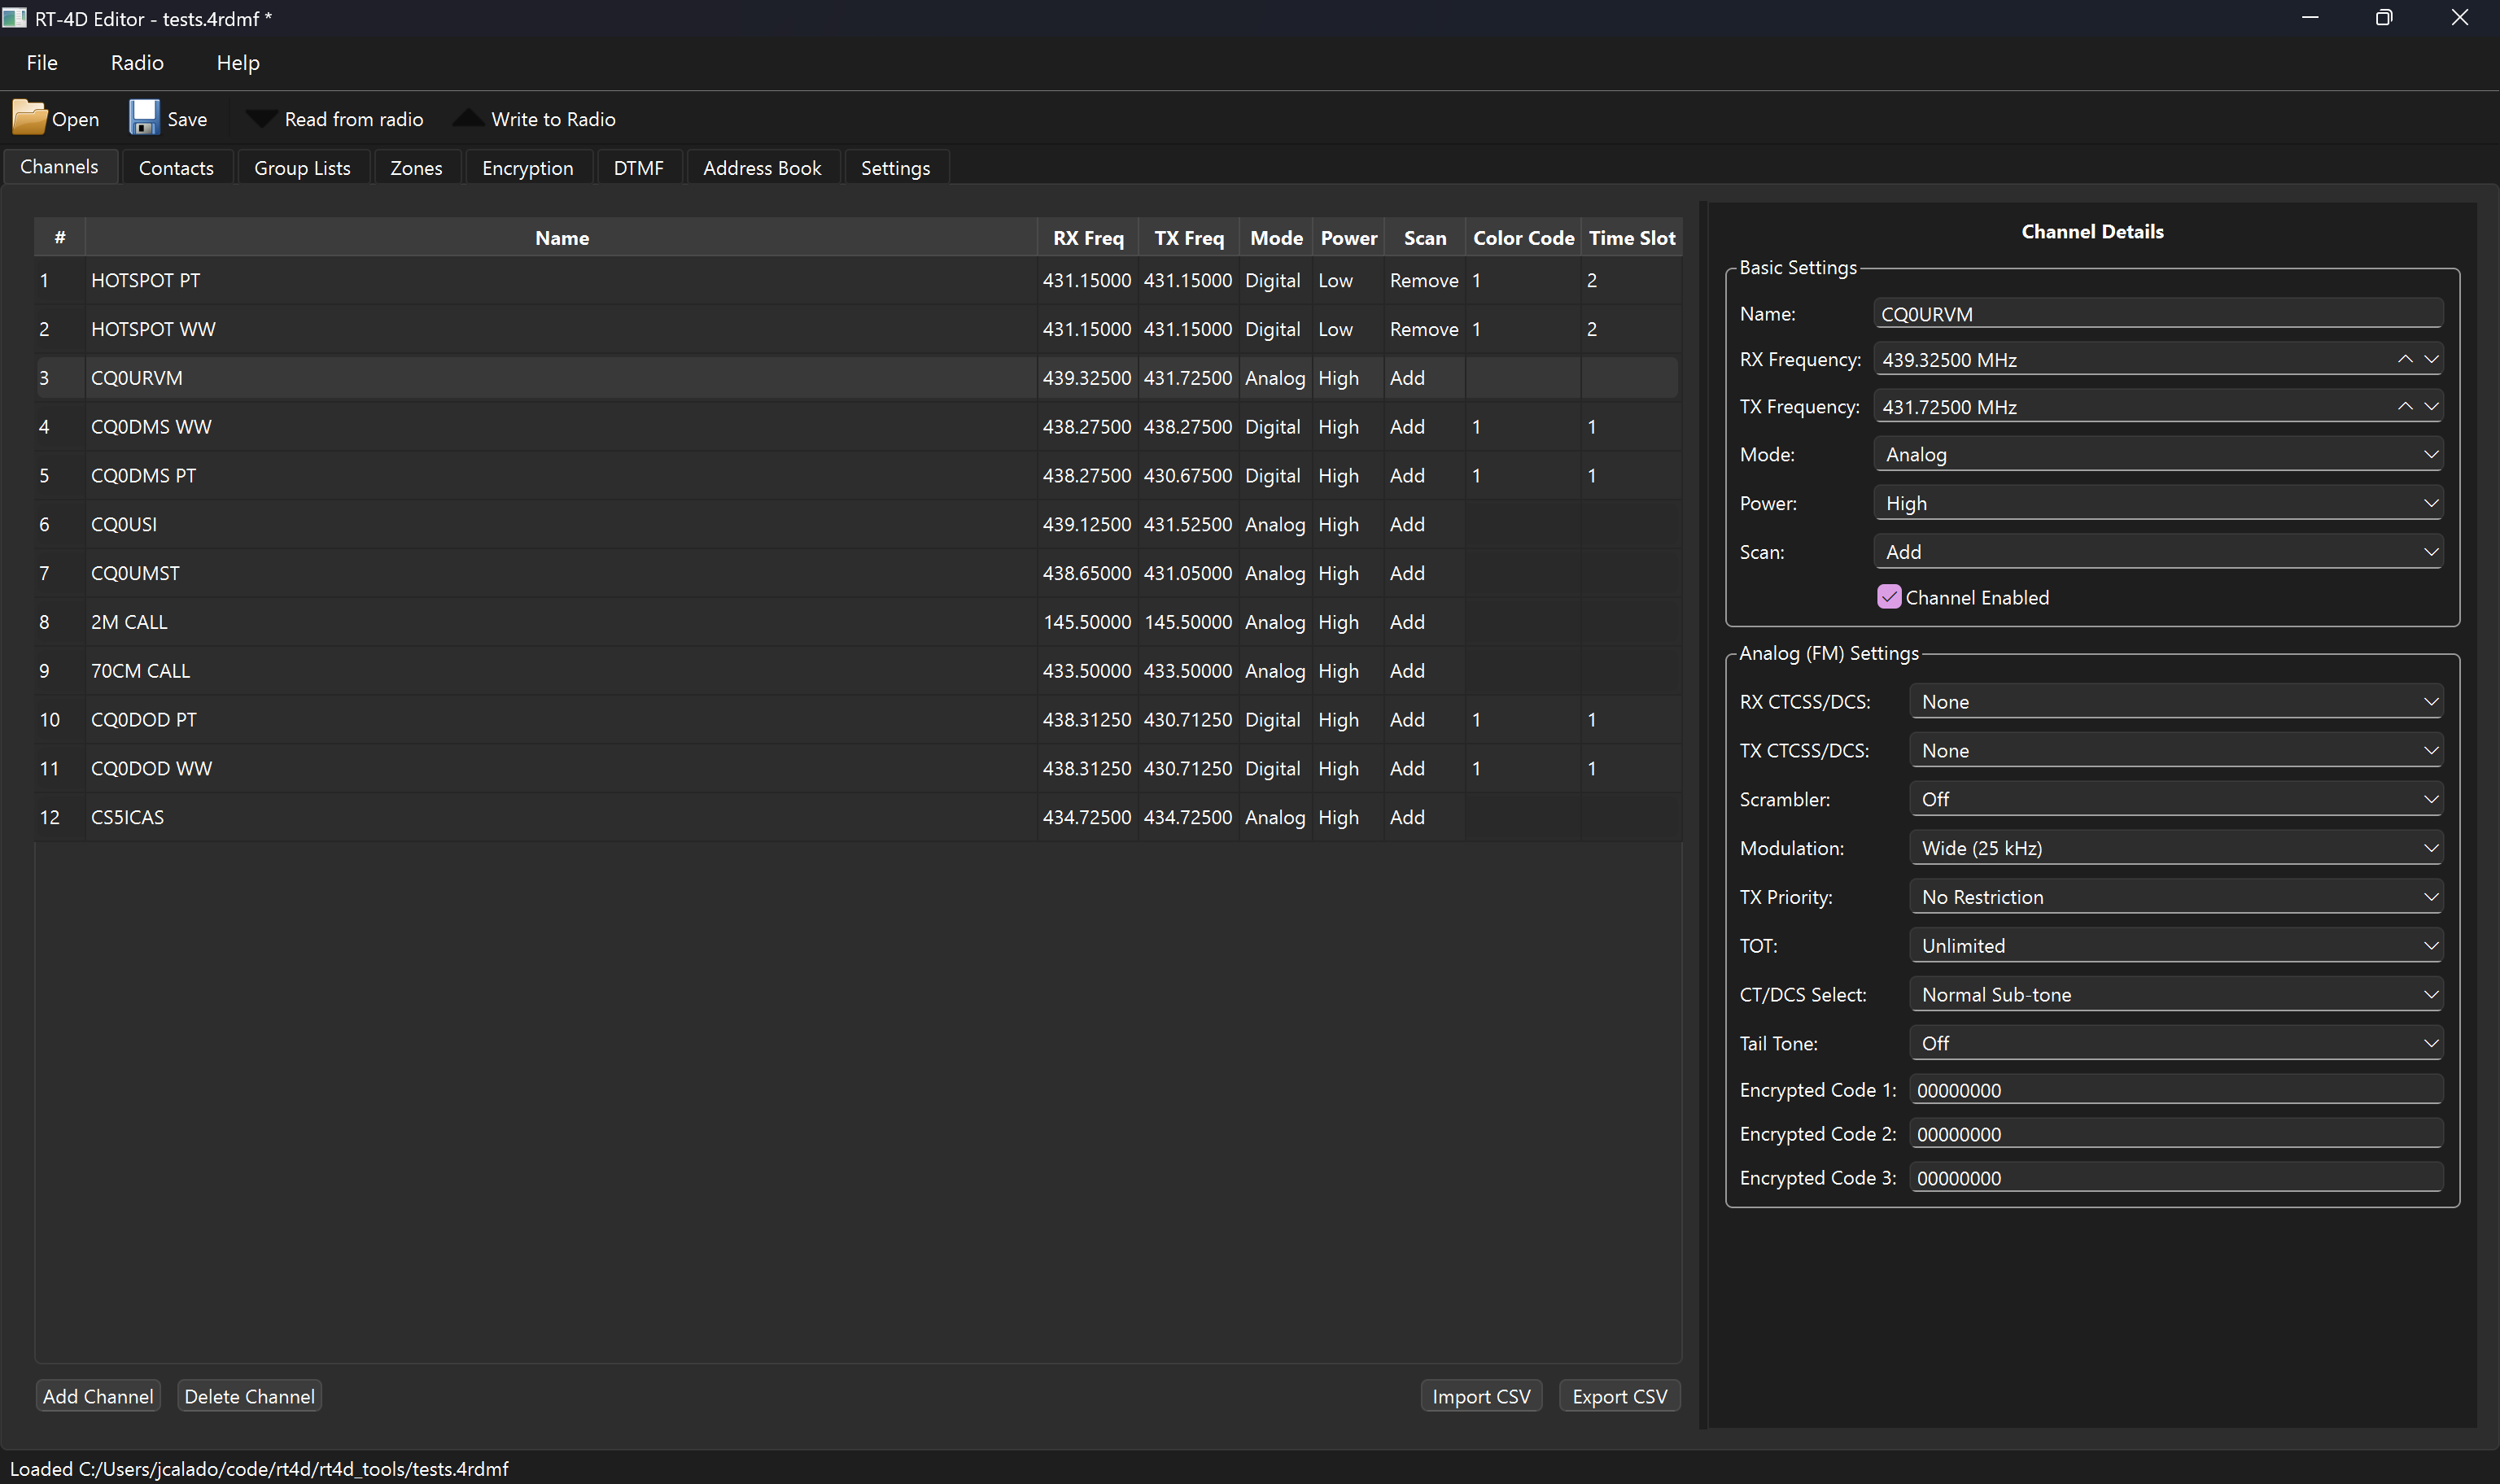 RT-4D Editor - tests.4rdmf *
File Radio Help
Open Save Read from radio Write to Radio
Channels Contacts Group Lists Zones Encryption DTMF Address Book Settings
# Name RX Freq TX Freq Mode Power Scan Color Code Time Slot
1 HOTSPOT PT 431.15000 431.15000 Digital Low Remove 1 2
2 HOTSPOT WW 431.15000 431.15000 Digital Low Remove 1 2
3 CQ0URVM 439.32500 431.72500 Analog High Add
4 CQ0DMS WW 438.27500 438.27500 Digital High Add 1 1
5 CQ0DMS PT 438.27500 430.67500 Digital High Add 1 1
6 CQ0USI 439.12500 431.52500 Analog High Add
7 CQ0UMST 438.65000 431.05000 Analog High Add
8 2M CALL 145.50000 145.50000 Analog High Add
9 70CM CALL 433.50000 433.50000 Analog High Add
10 CQ0DOD PT 438.31250 430.71250 Digital High Add 1 1
11 CQ0DOD WW 438.31250 430.71250 Digital High Add 1 1
12 CS5ICAS 434.72500 434.72500 Analog High Add
Add Channel Delete Channel Import CSV Export CSV
Channel Details
Basic Settings
Name: CQ0URVM
RX Frequency: 439.32500 MHz
TX Frequency: 431.72500 MHz
Mode: Analog
Power: High
Scan: Add
Channel Enabled
Analog (FM) Settings
RX CTCSS/DCS: None
TX CTCSS/DCS: None
Scrambler: Off
Modulation: Wide (25 kHz)
TX Priority: No Restriction
TOT: Unlimited
CT/DCS Select: Normal Sub-tone
Tail Tone: Off
Encrypted Code 1: 00000000
Encrypted Code 2: 00000000
Encrypted Code 3: 00000000
Loaded C:/Users/jcalado/code/rt4d/rt4d_tools/tests.4rdmf